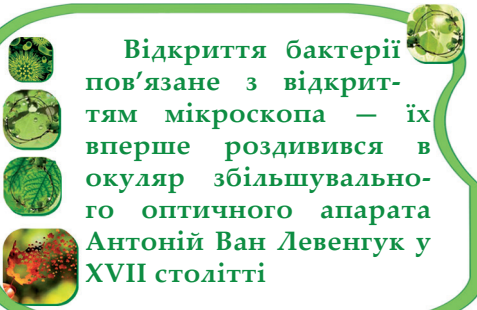 Відкриття бактерії
пов’язане з відкрит-
тям мікроскопа — їх
вперше роздивився в
окуляр збільшувально-
го оптичного апарата
Антоній Ван Левенгук у
XVII столітті